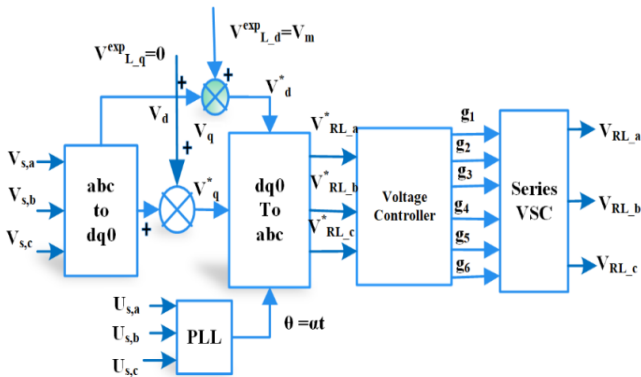 V^exp_L_d=V_m
V^exp_L_q=0
+
+
V_d
V^*_d
V_q
+
V_s,a
V_s,b
V_s,c
abc
to
dq0
+
V^*_q
dq0
To
abc
V^*_RL_a
V^*_RL_b
V^*_RL_c
Voltage
Controller
g1
g2
g3
g4
g5
g6
Series
VSC
V_RL_a
V_RL_b
V_RL_c
U_s,a
U_s,b
U_s,c
PLL
θ =αt